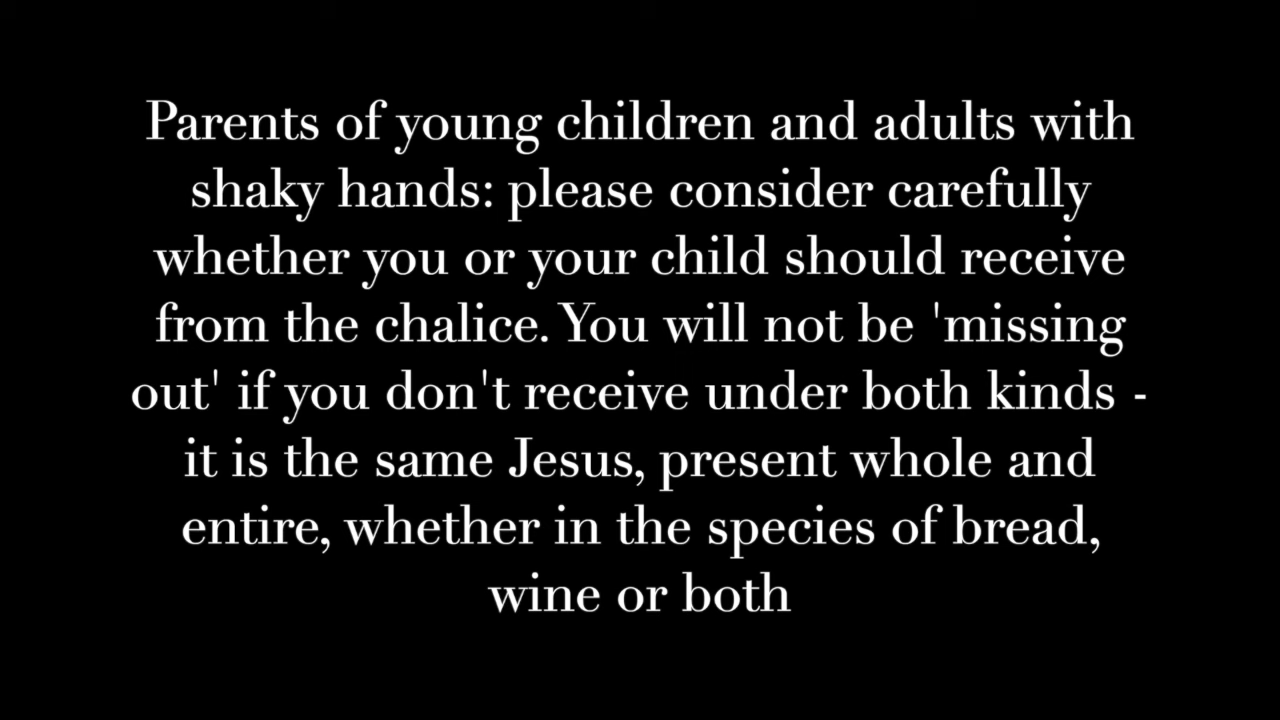 Parents of young children and adults with
shaky hands: please consider carefully
whether you or your child should receive
from the chalice. You will not be 'missing
out' if you don't receive under both kinds -
it is the same Jesus, present whole and
entire, whether in the species of bread,
wine or both